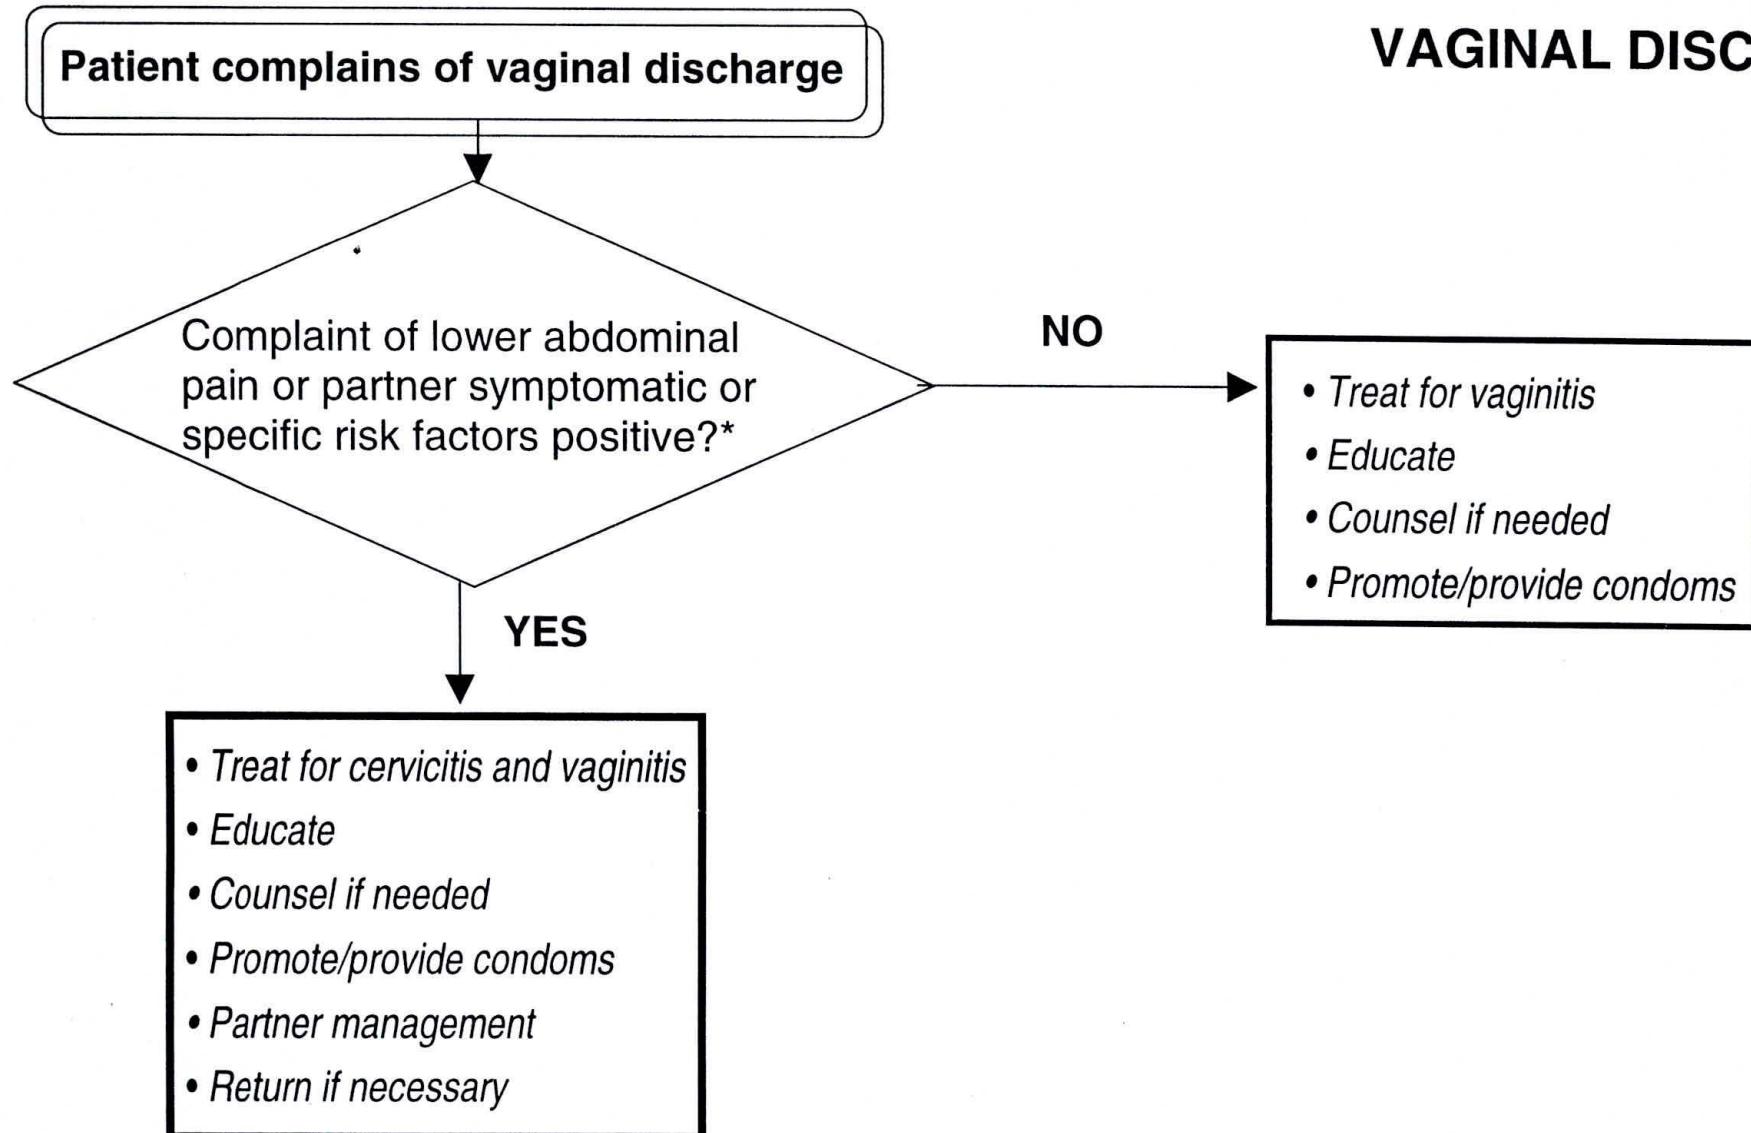 VAGINAL DISC
Patient complains of vaginal discharge
Complaint of lower abdominal
pain or partner symptomatic or
specific risk factors positive?*
NO
• Treat for vaginitis
• Educate
• Counsel if needed
• Promote/provide condoms
YES
• Treat for cervicitis and vaginitis
• Educate
• Counsel if needed
• Promote/provide condoms
• Partner management
• Return if necessary